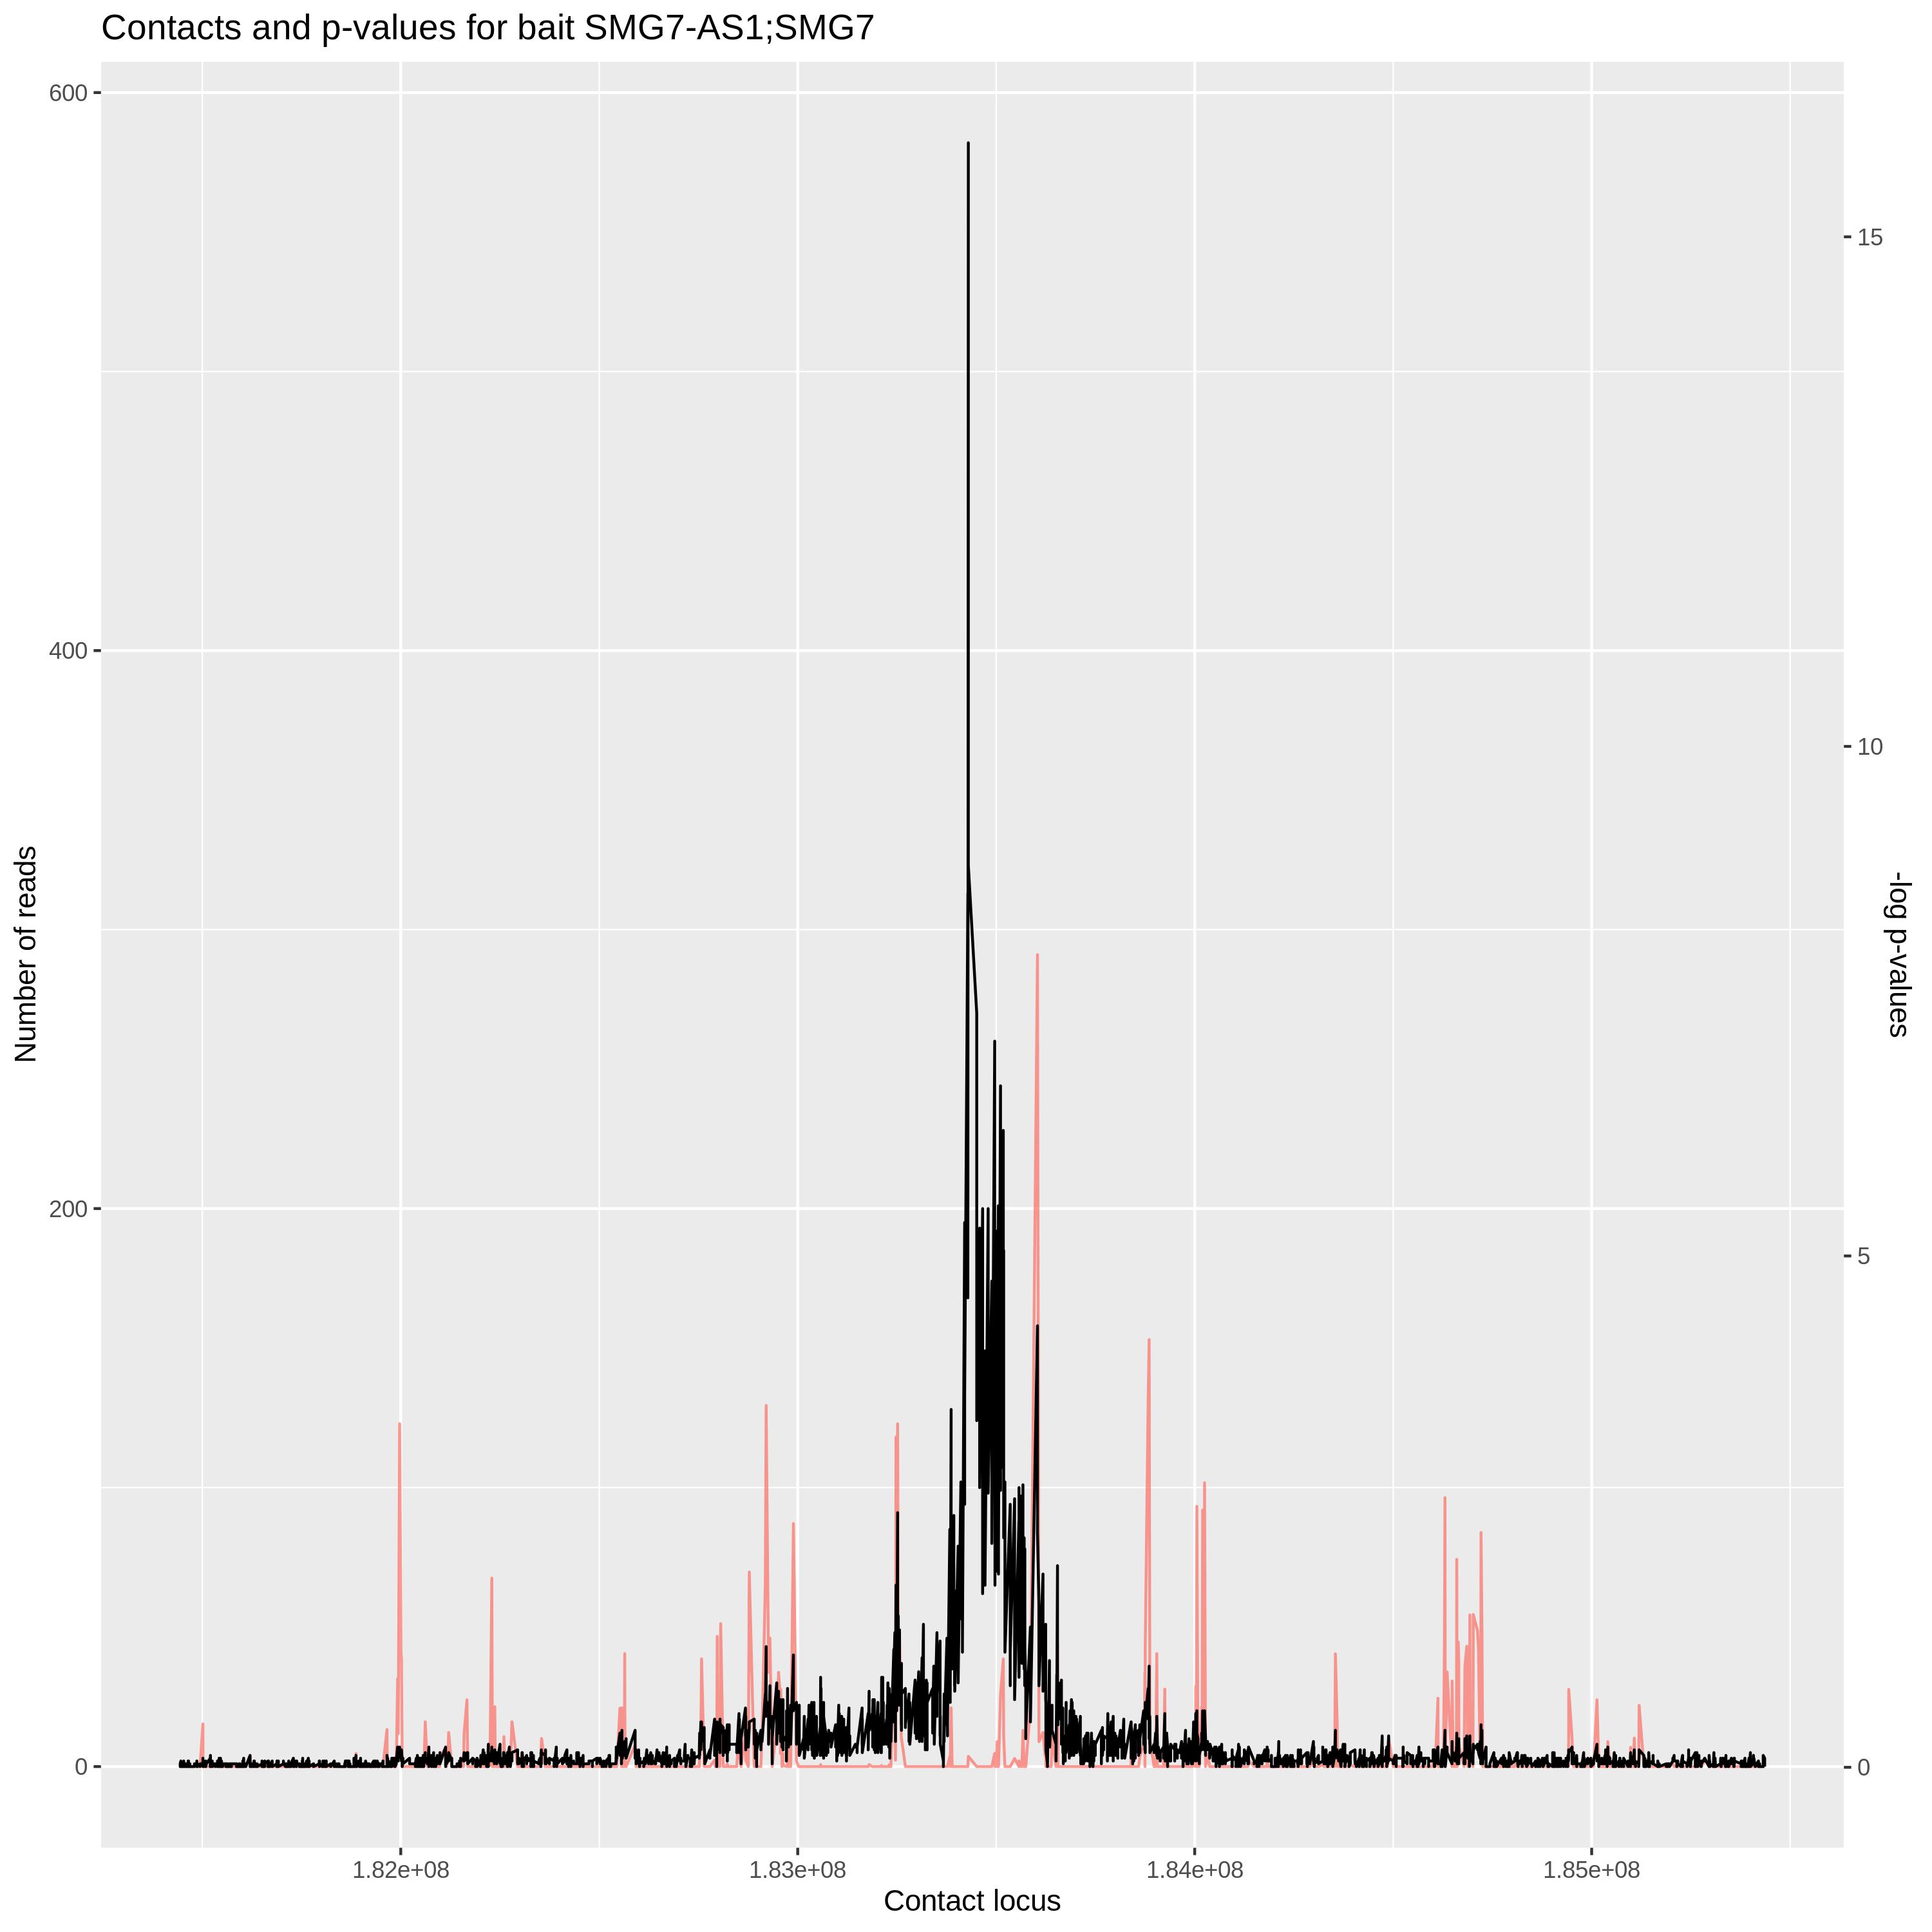 Contacts and p-values for bait SMG7-AS1;SMG7
600
400
200
0
Number of reads
15
10
5
0
-log p-values
1.82e+08
1.83e+08
1.84e+08
1.85e+08
Contact locus